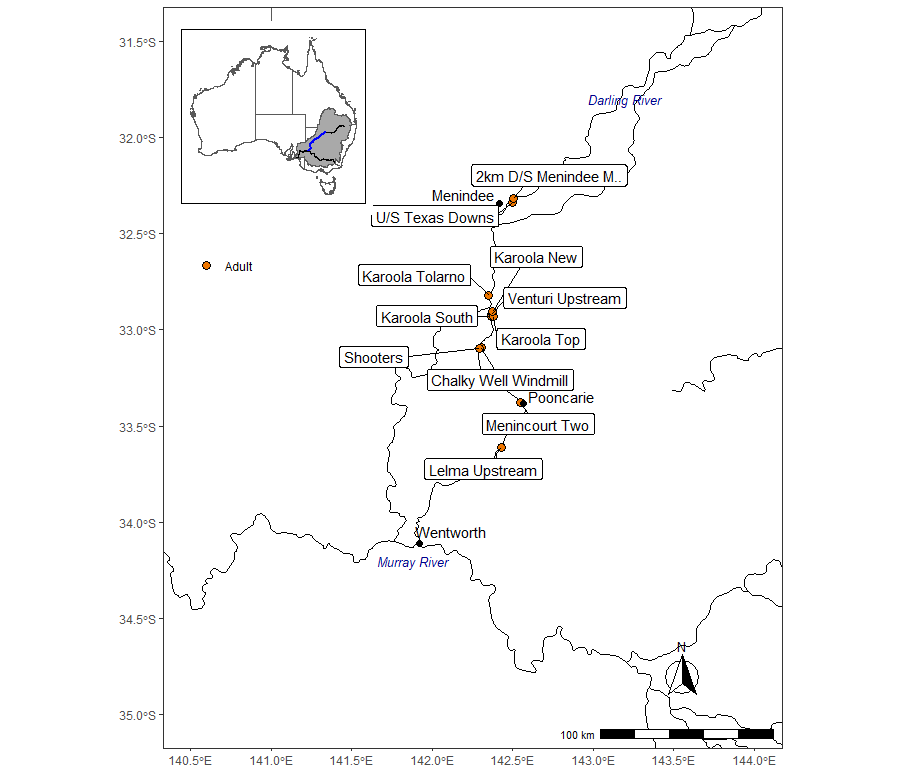 31.5°S
32.0°S
32.5°S
33.0°S
33.5°S
34.0°S
34.5°S
35.0°S
Darling River
2km D/S Menindee M..
Menindee
U/S Texas Downs
Karoola New
Adult
Karoola Tolarno
Venturi Upstream
Karoola South
Karoola Top
Shooters
Chalky Well Windmill
Pooncarie
Menincourt Two
Lelma Upstream
Wentworth
Murray River
N
100 km
140.5°E
141.0°E
141.5°E
142.0°E
142.5°E
143.0°E
143.5°E
144.0°E